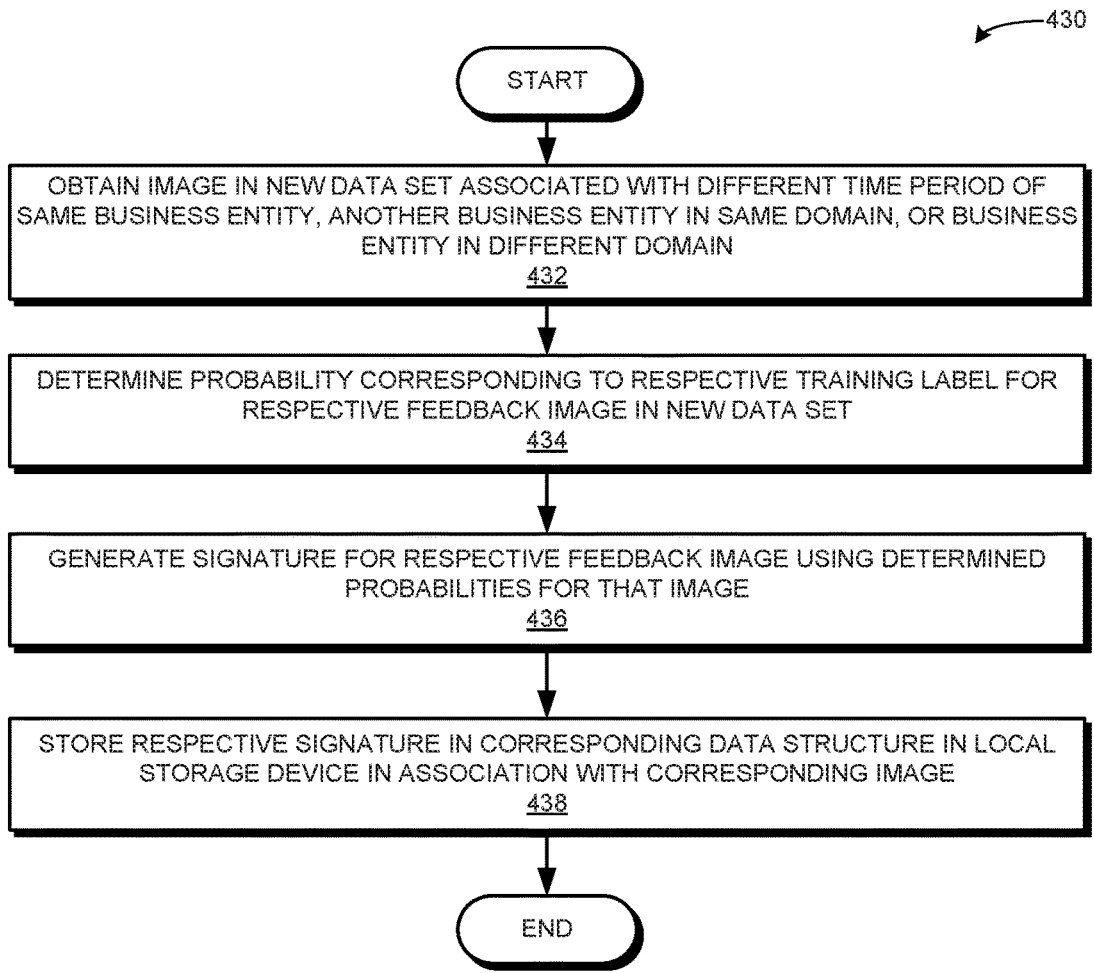 430
START
OBTAIN IMAGE IN NEW DATA SET ASSOCIATED WITH DIFFERENT TIME PERIOD OF
SAME BUSINESS ENTITY, ANOTHER BUSINESS ENTITY IN SAME DOMAIN, OR BUSINESS
ENTITY IN DIFFERENT DOMAIN
432
DETERMINE PROBABILITY CORRESPONDING TO RESPECTIVE TRAINING LABEL FOR
RESPECTIVE FEEDBACK IMAGE IN NEW DATA SET
434
GENERATE SIGNATURE FOR RESPECTIVE FEEDBACK IMAGE USING DETERMINED
PROBABILITIES FOR THAT IMAGE
436
STORE RESPECTIVE SIGNATURE IN CORRESPONDING DATA STRUCTURE IN LOCAL
STORAGE DEVICE IN ASSOCIATION WITH CORRESPONDING IMAGE
438
END